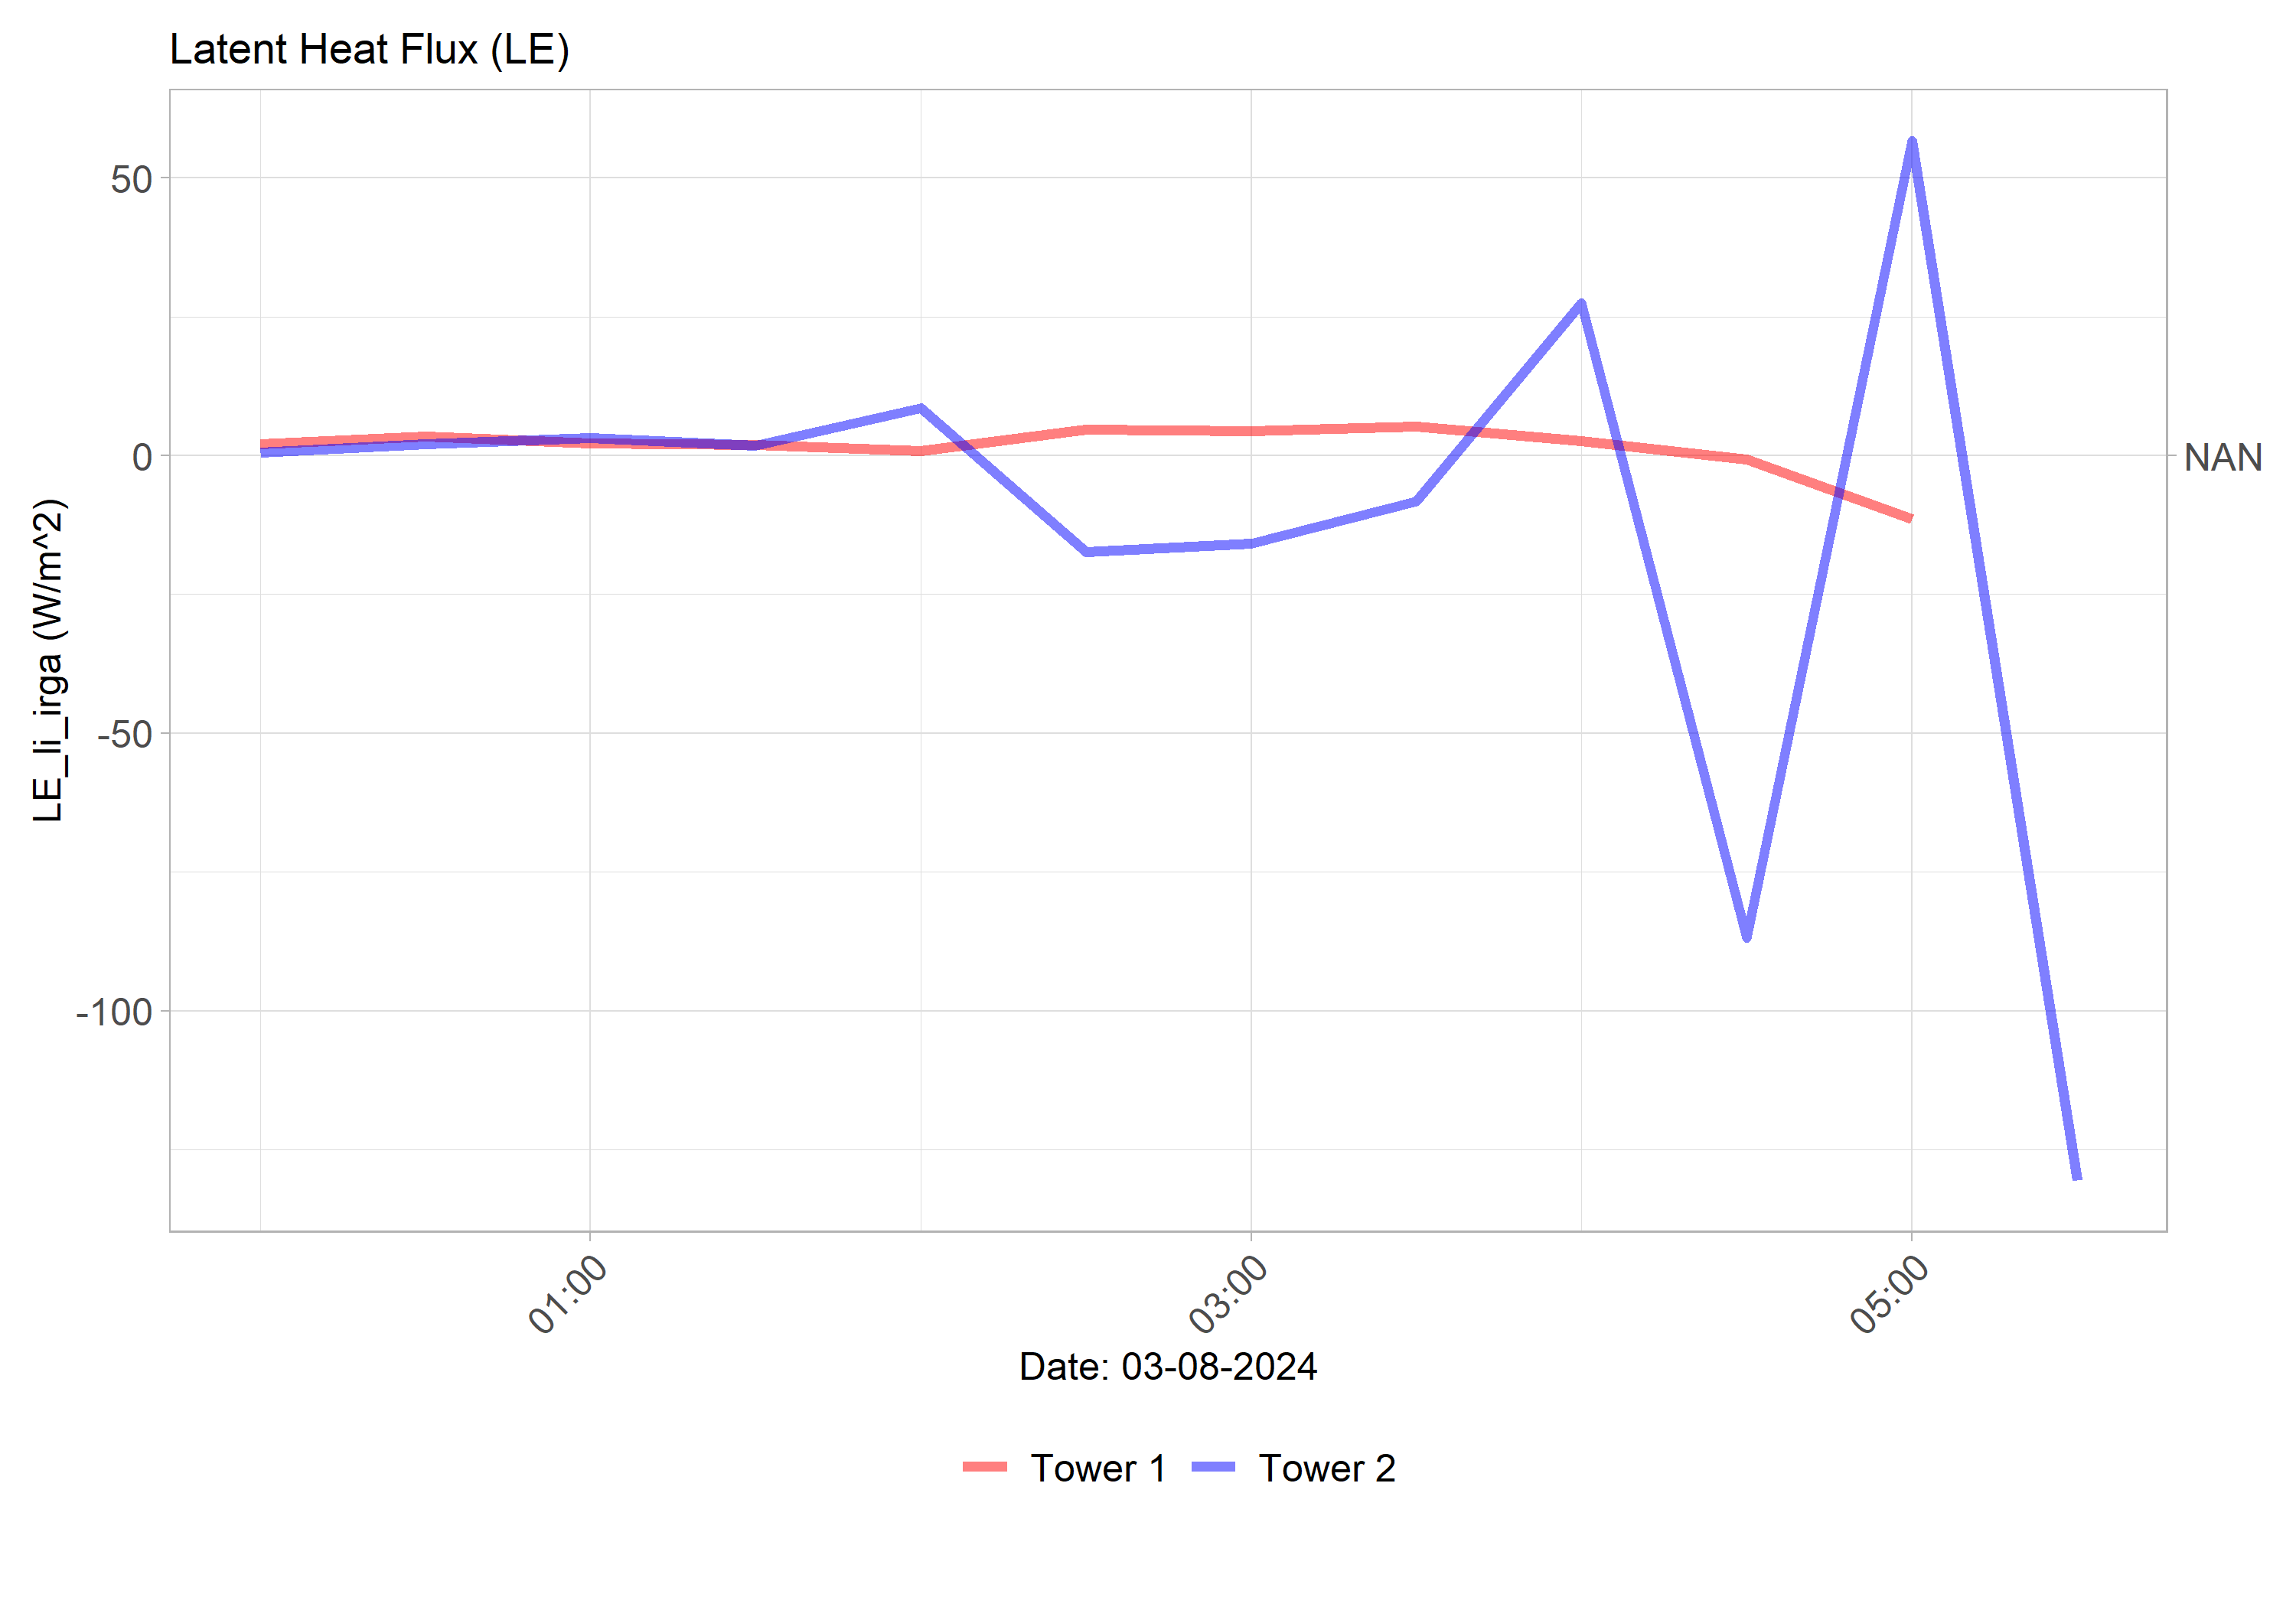 Latent Heat Flux (LE)
LE_li_irga (W/m^2)
50
0
-50
-100
NAN
01:00
03:00
05:00
Date: 03-08-2024
Tower 1
Tower 2